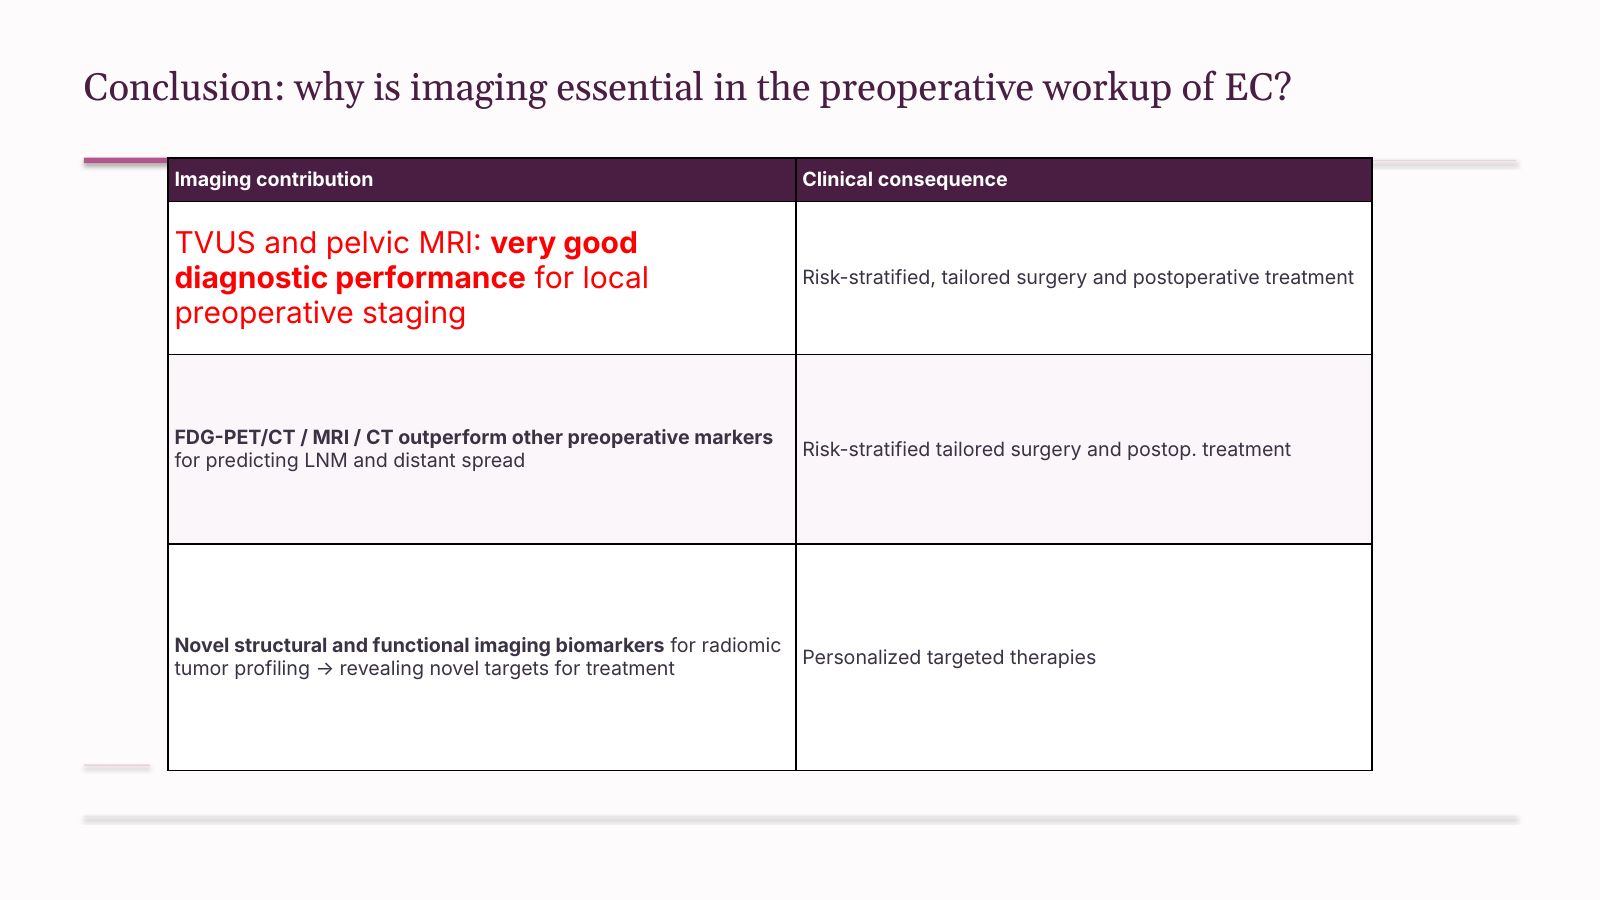 Conclusion: why is imaging essential in the preoperative workup of EC?
Imaging contribution
Clinical consequence
TVUS and pelvic MRI: very good
diagnostic performance for local
preoperative staging
Risk-stratified, tailored surgery and postoperative treatment
FDG-PET/CT / MRI / CT outperform other preoperative markers
for predicting LNM and distant spread
Risk-stratified tailored surgery and postop. treatment
Novel structural and functional imaging biomarkers for radiomic
tumor profiling → revealing novel targets for treatment
Personalized targeted therapies